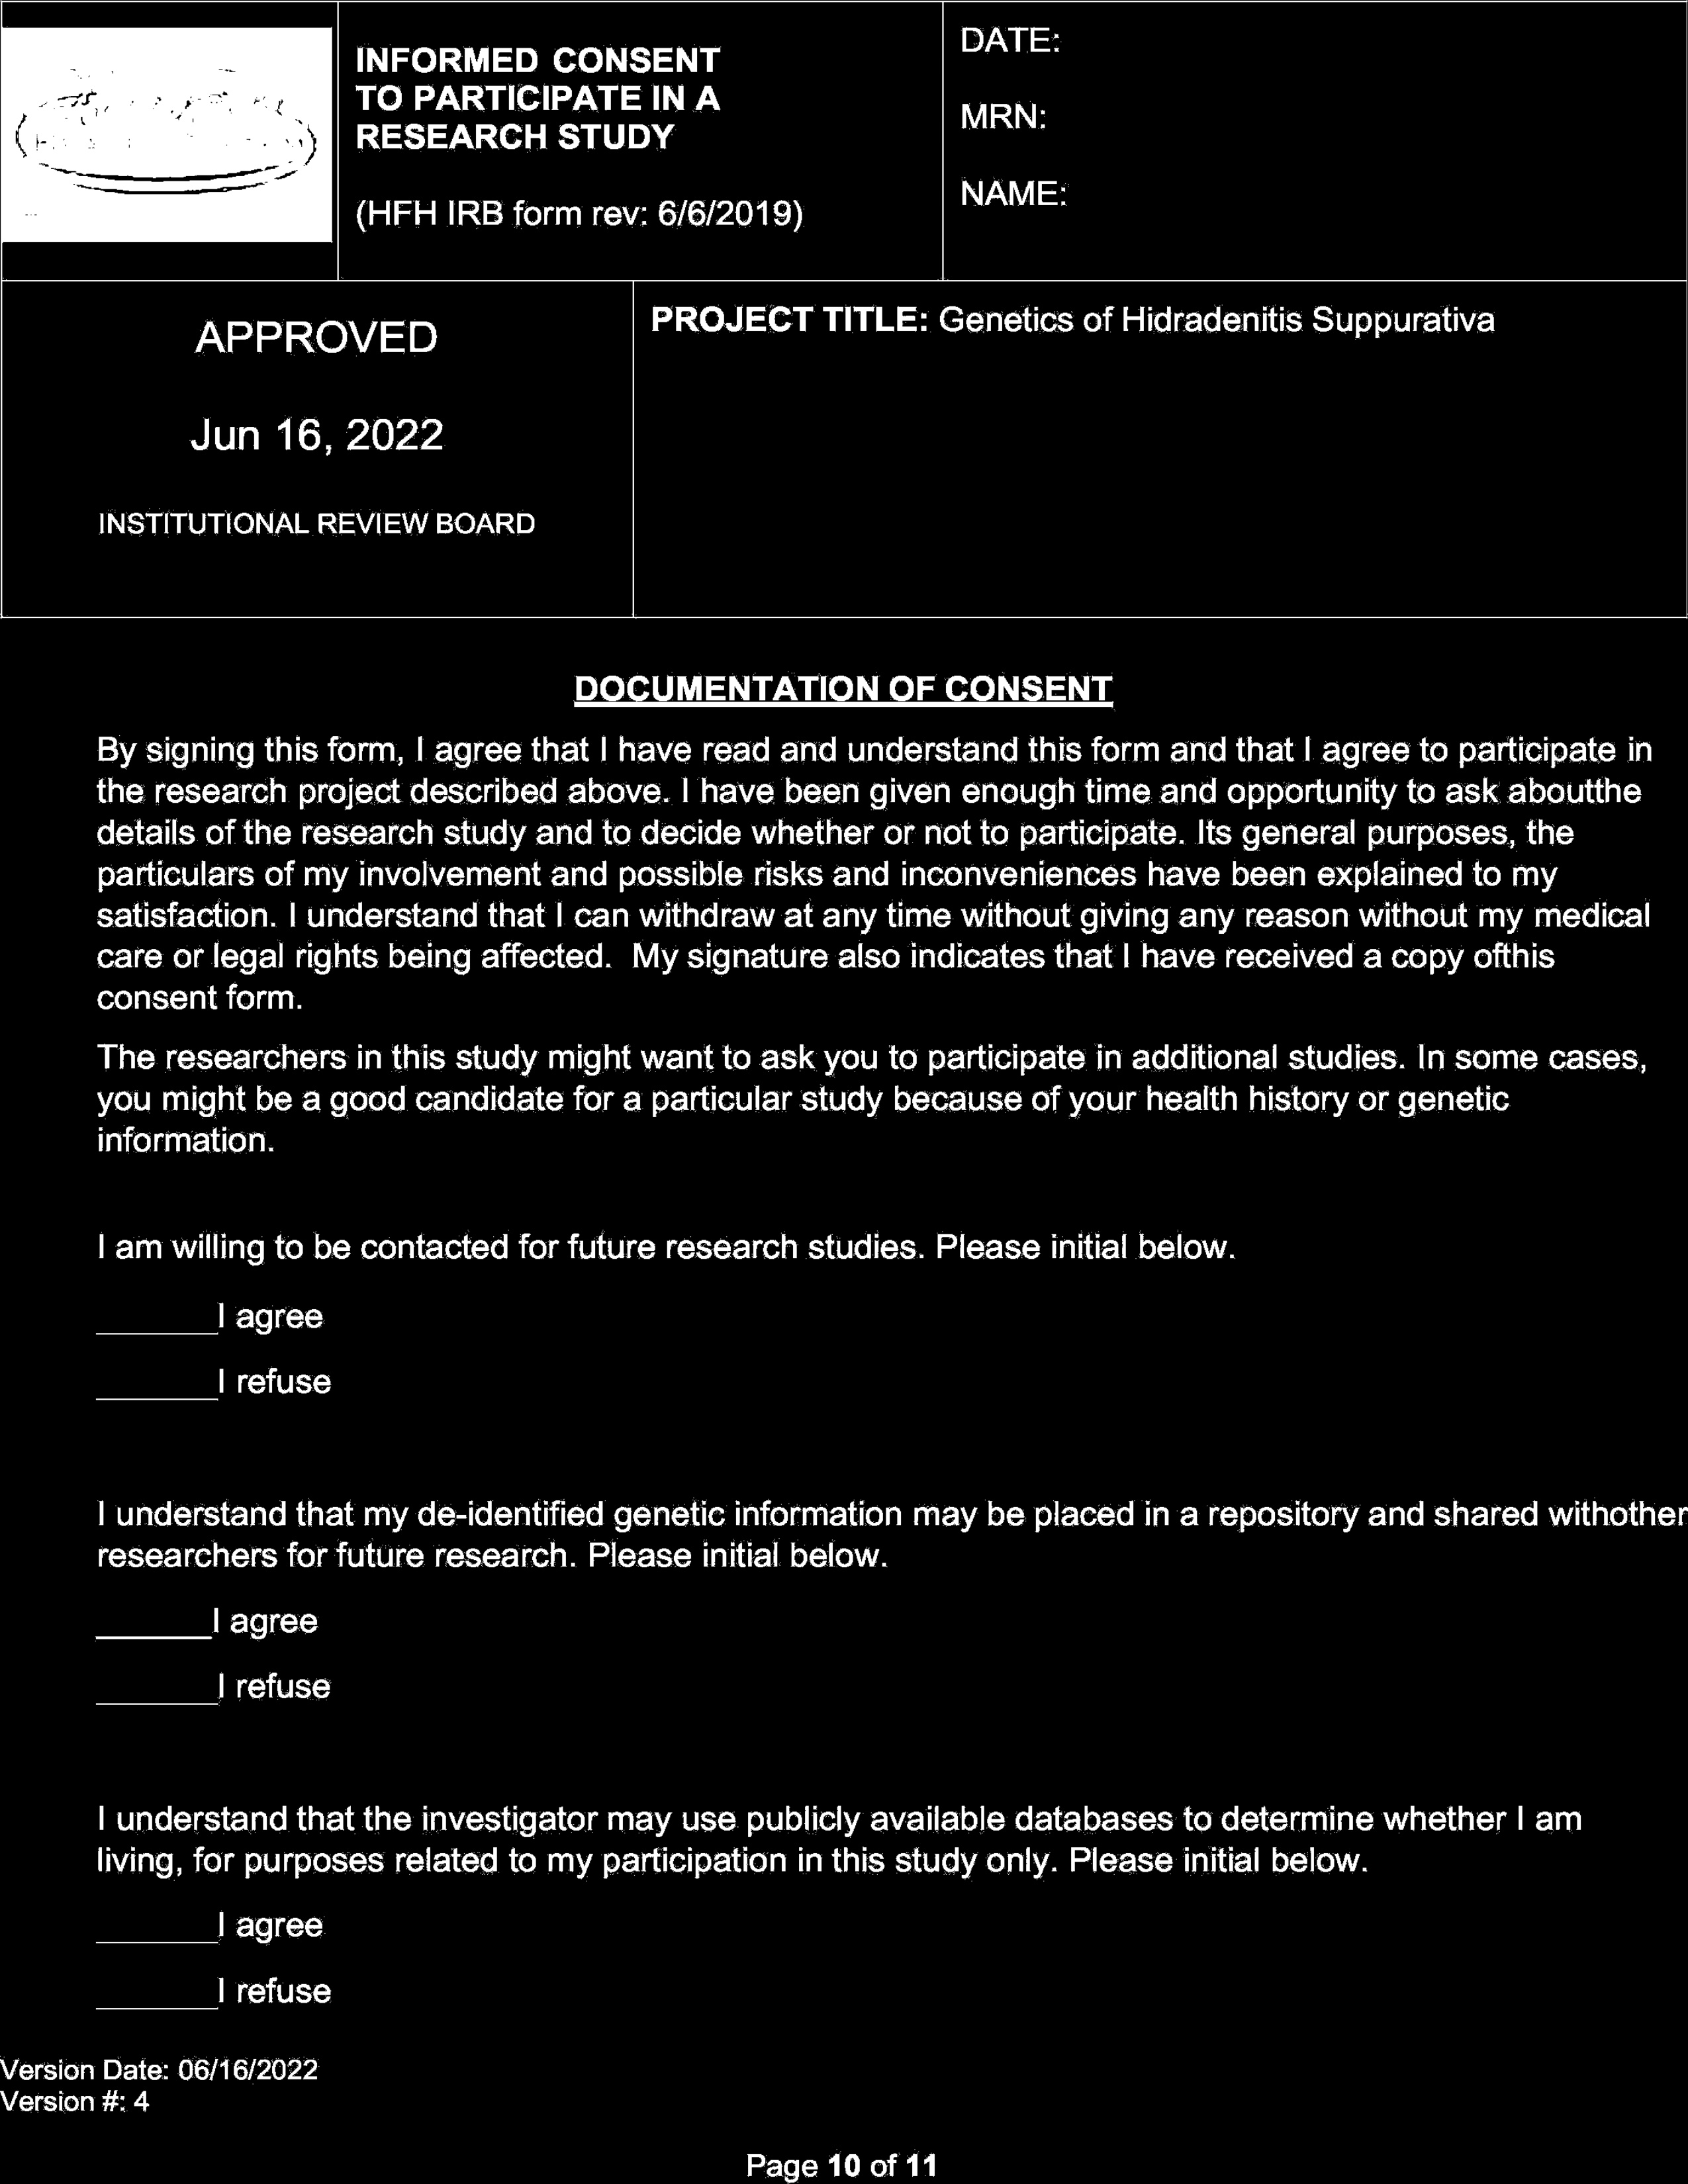 INFORMED CONSENT
TO PARTICIPATE IN A
RESEARCH STUDY
(HFH IRB form rev: 6/6/2019)
DATE:
MRN:
NAME:
APPROVED
Jun 16, 2022
INSTITUTIONAL REVIEW BOARD
PROJECT TITLE: Genetics of Hidradenitis Suppurativa
DOCUMENTATION OF CONSENT
By signing this form, I agree that I have read and understand this form and that I agree to participate in
the research project described above. I have been given enough time and opportunity to ask aboutthe
details of the research study and to decide whether or not to participate. Its general purposes, the
particulars of my involvement and possible risks and inconveniences have been explained to my
satisfaction. I understand that I can withdraw at any time without giving any reason without my medical
care or legal rights being affected. My signature also indicates that I have received a copy ofthis
consent form.
The researchers in this study might want to ask you to participate in additional studies. In some cases,
you might be a good candidate for a particular study because of your health history or genetic
information.
I am willing to be contacted for future research studies. Please initial below.
______I agree
______I refuse
I understand that my de-identified genetic information may be placed in a repository and shared withother
researchers for future research. Please initial below.
______I agree
______I refuse
I understand that the investigator may use publicly available databases to determine whether I am
living, for purposes related to my participation in this study only. Please initial below.
______I agree
______I refuse
Version Date: 06/16/2022
Version #: 4
Page 10 of 11